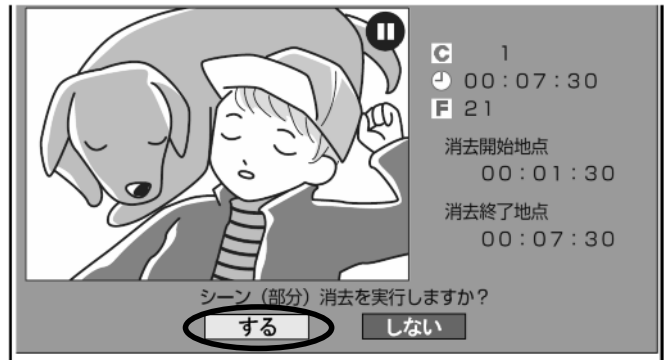 C 1
00:07:30
F 21
消去開始地点
00:01:30
消去終了地点
00:07:30
シーン（部分）消去を実行しますか？
する しない